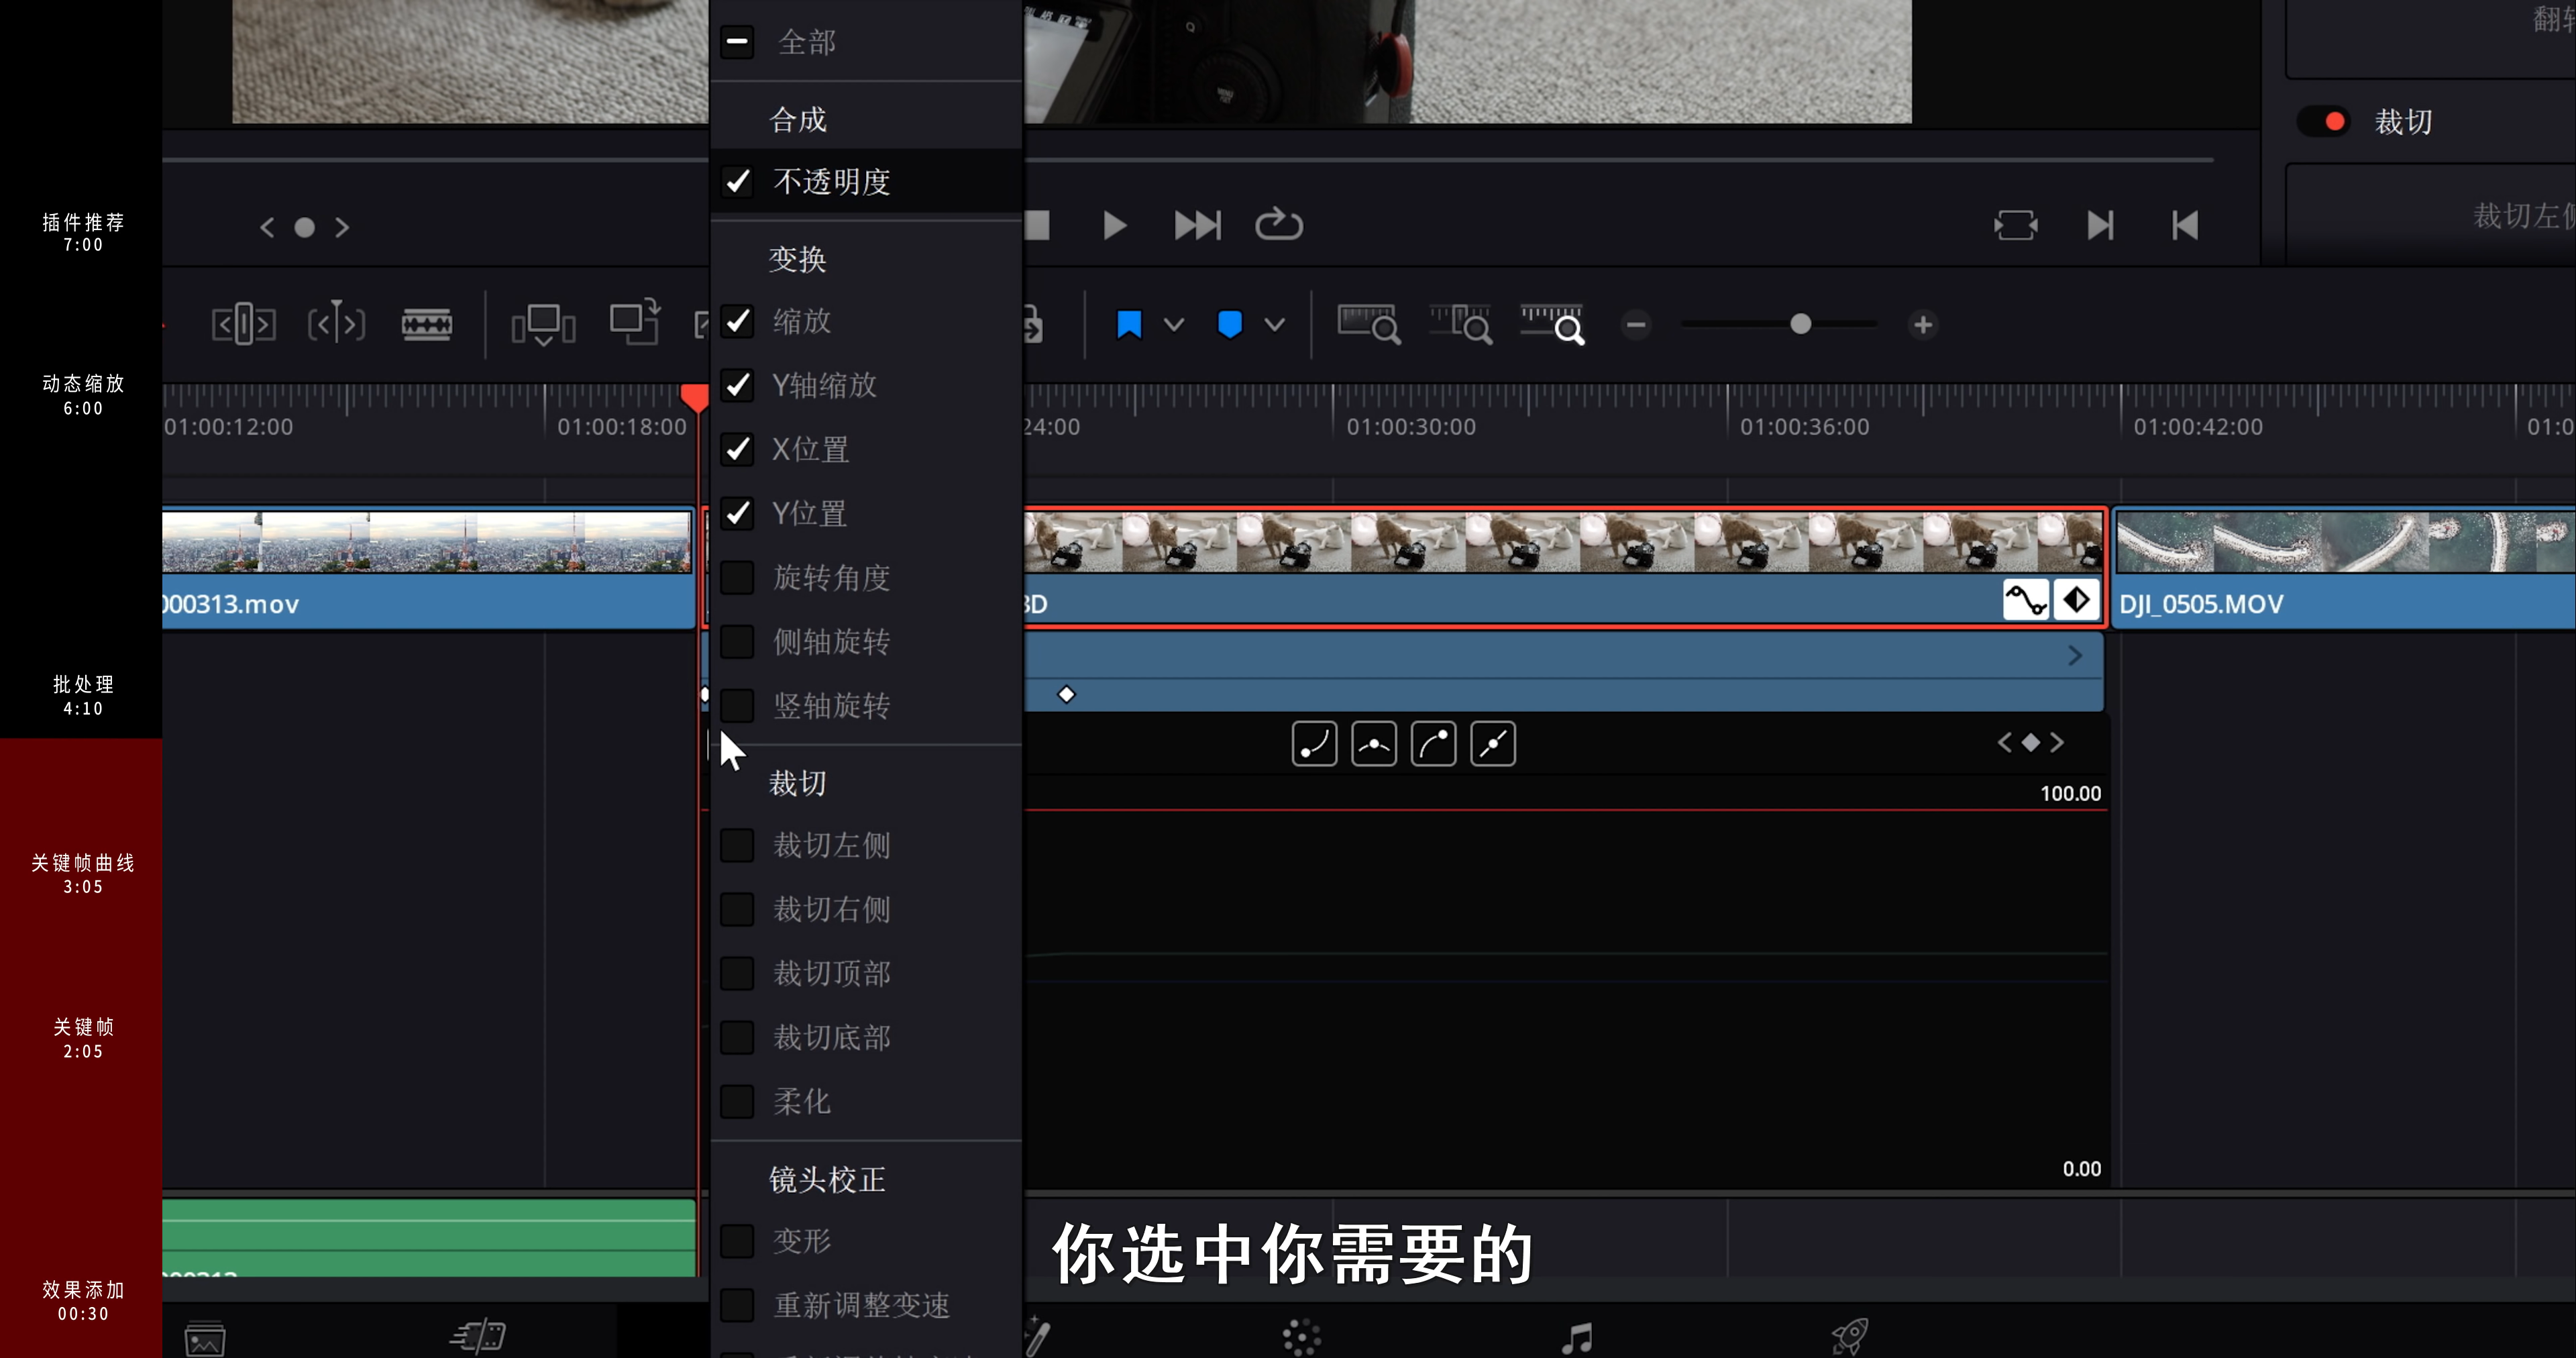 插件推荐
7:00
动态缩放
6:00
批处理
4:10
关键帧曲线
3:05
关键帧
2:05
效果添加
00:30
全部
合成
不透明度
变换
缩放
Y轴缩放
X位置
Y位置
旋转角度
侧轴旋转
竖轴旋转
裁切
裁切左侧
裁切右侧
裁切顶部
裁切底部
柔化
镜头校正
变形
重新调整变速
裁切
裁切左
01:00:12:00
01:00:18:00
24:00
01:00:30:00
01:00:36:00
01:00:42:00
01:0
000313.mov
3D
DJI_0505.MOV
100.00
0.00
你选中你需要的